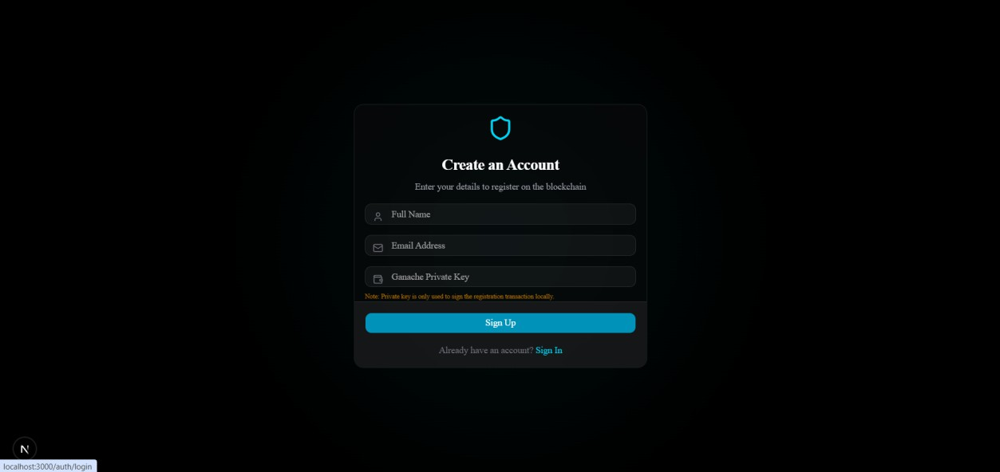 Create an Account
Enter your details to register on the blockchain
Full Name
Email Address
Ganache Private Key
Note: Private key is only used to sign the registration transaction locally.
Sign Up
Already have an account? Sign In
N
localhost:3000/auth/login